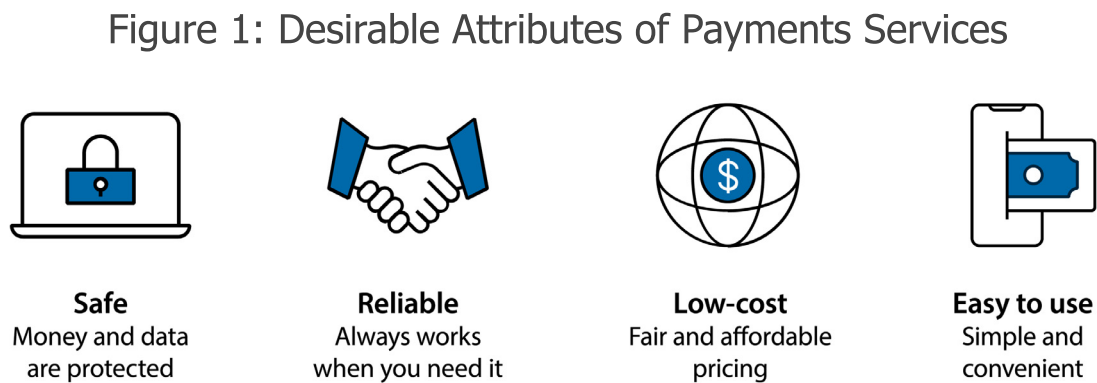 Figure 1: Desirable Attributes of Payments Services
$
Safe
Money and data
are protected
Reliable
Always works
when you need it
Low-cost
Fair and affordable
pricing
Easy to use
Simple and
convenient